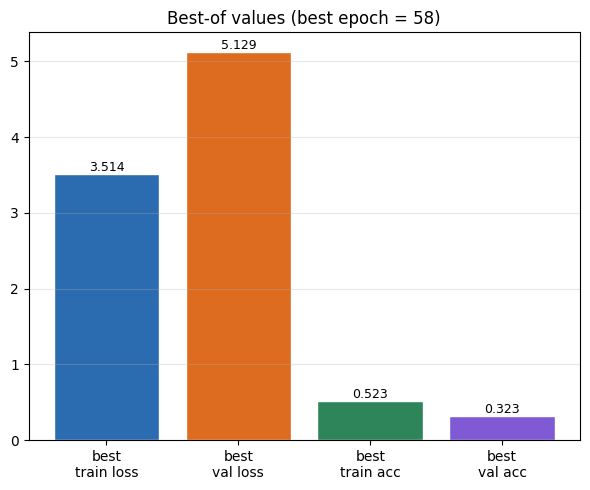 Best-of values (best epoch = 58)
5
4
3
2
1
0
3.514
5.129
0.523
0.323
best
train loss
best
val loss
best
train acc
best
val acc